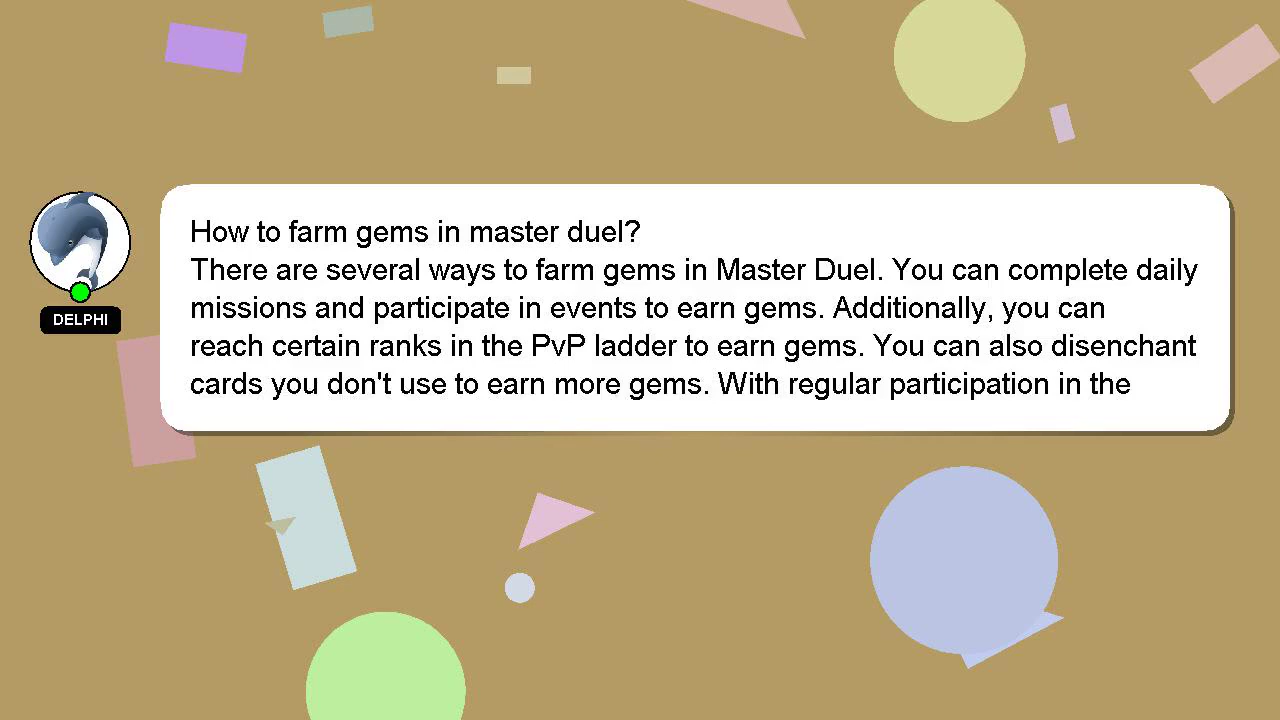 How to farm gems in master duel?
There are several ways to farm gems in Master Duel. You can complete daily
missions and participate in events to earn gems. Additionally, you can
reach certain ranks in the PvP ladder to earn gems. You can also disenchant
cards you don't use to earn more gems. With regular participation in the
DELPHI